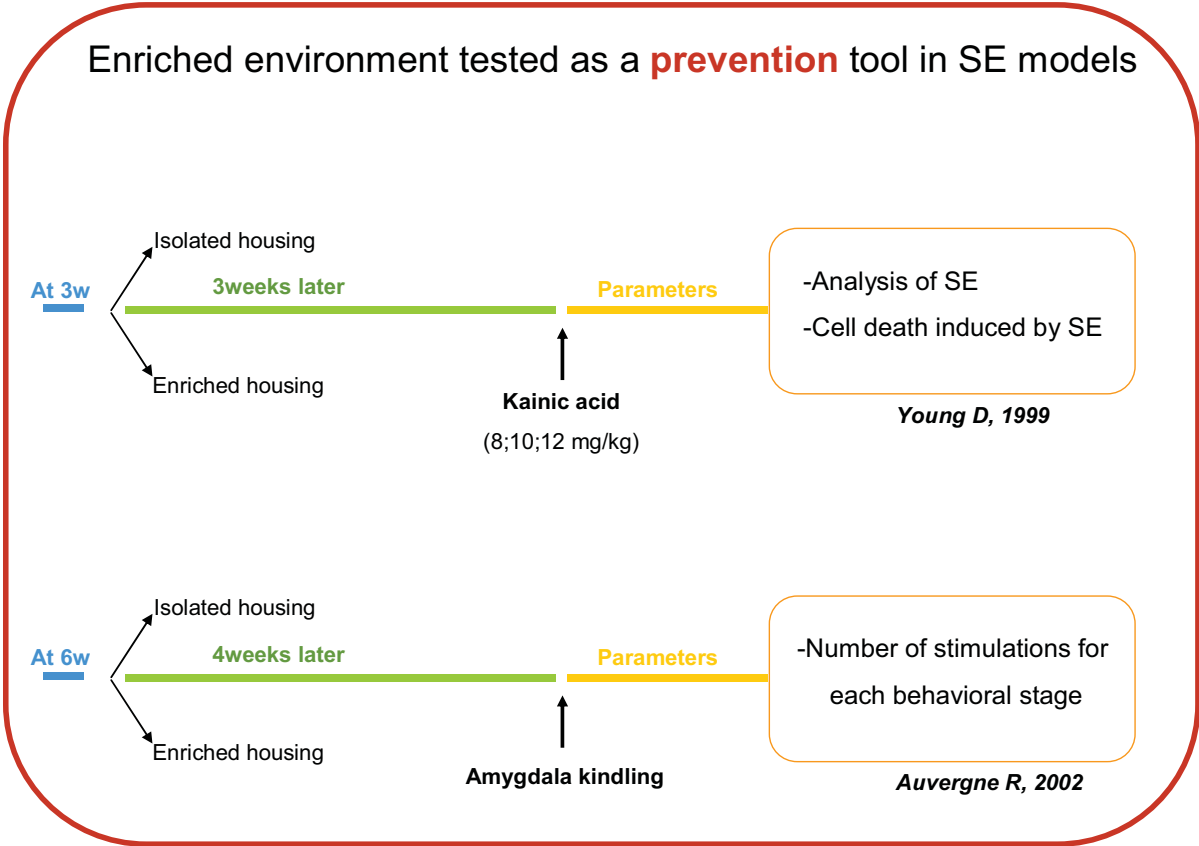 Enriched environment tested as a prevention tool in SE models
Isolated housing
At 3w
3weeks later
Parameters
Enriched housing
Kainic acid
(8;10;12 mg/kg)
-Analysis of SE
-Cell death induced by SE
Young D, 1999
Isolated housing
At 6w
4weeks later
Parameters
Enriched housing
Amygdala kindling
-Number of stimulations for
each behavioral stage
Auvergne R, 2002